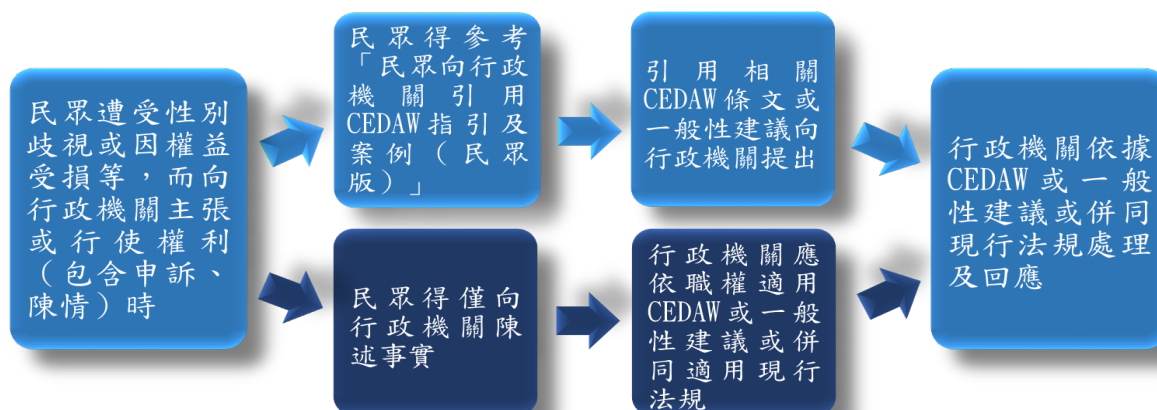 民眾遭受性別
歧視或因權益
受損等，而向
行政機關主張
或行使權利
（包含申訴、
陳情）時
民眾得參考
「民眾向行政
機關引用
CEDAW指引及
案例（民眾
版）」
引用相關
CEDAW條文或
一般性建議向
行政機關提出
民眾得僅向
行政機關陳
述事實
行政機關應
依職權適用
CEDAW或一般
性建議或併
同適用現行
法規
行政機關依據
CEDAW或一般
性建議或併同
現行法規處理
及回應